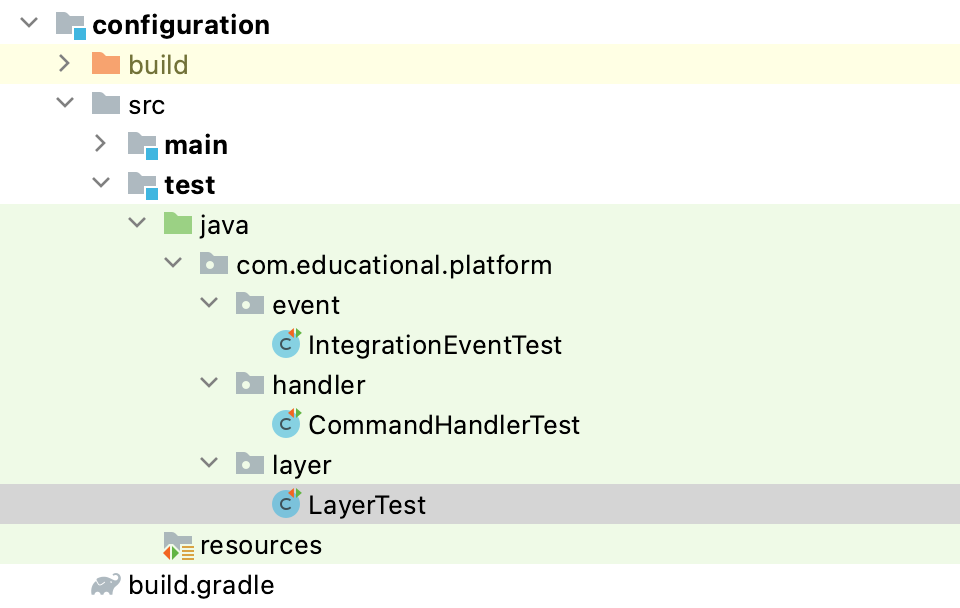 configuration
build
src
main
test
java
com.educational.platform
event
IntegrationEventTest
handler
CommandHandlerTest
layer
LayerTest
resources
build.gradle